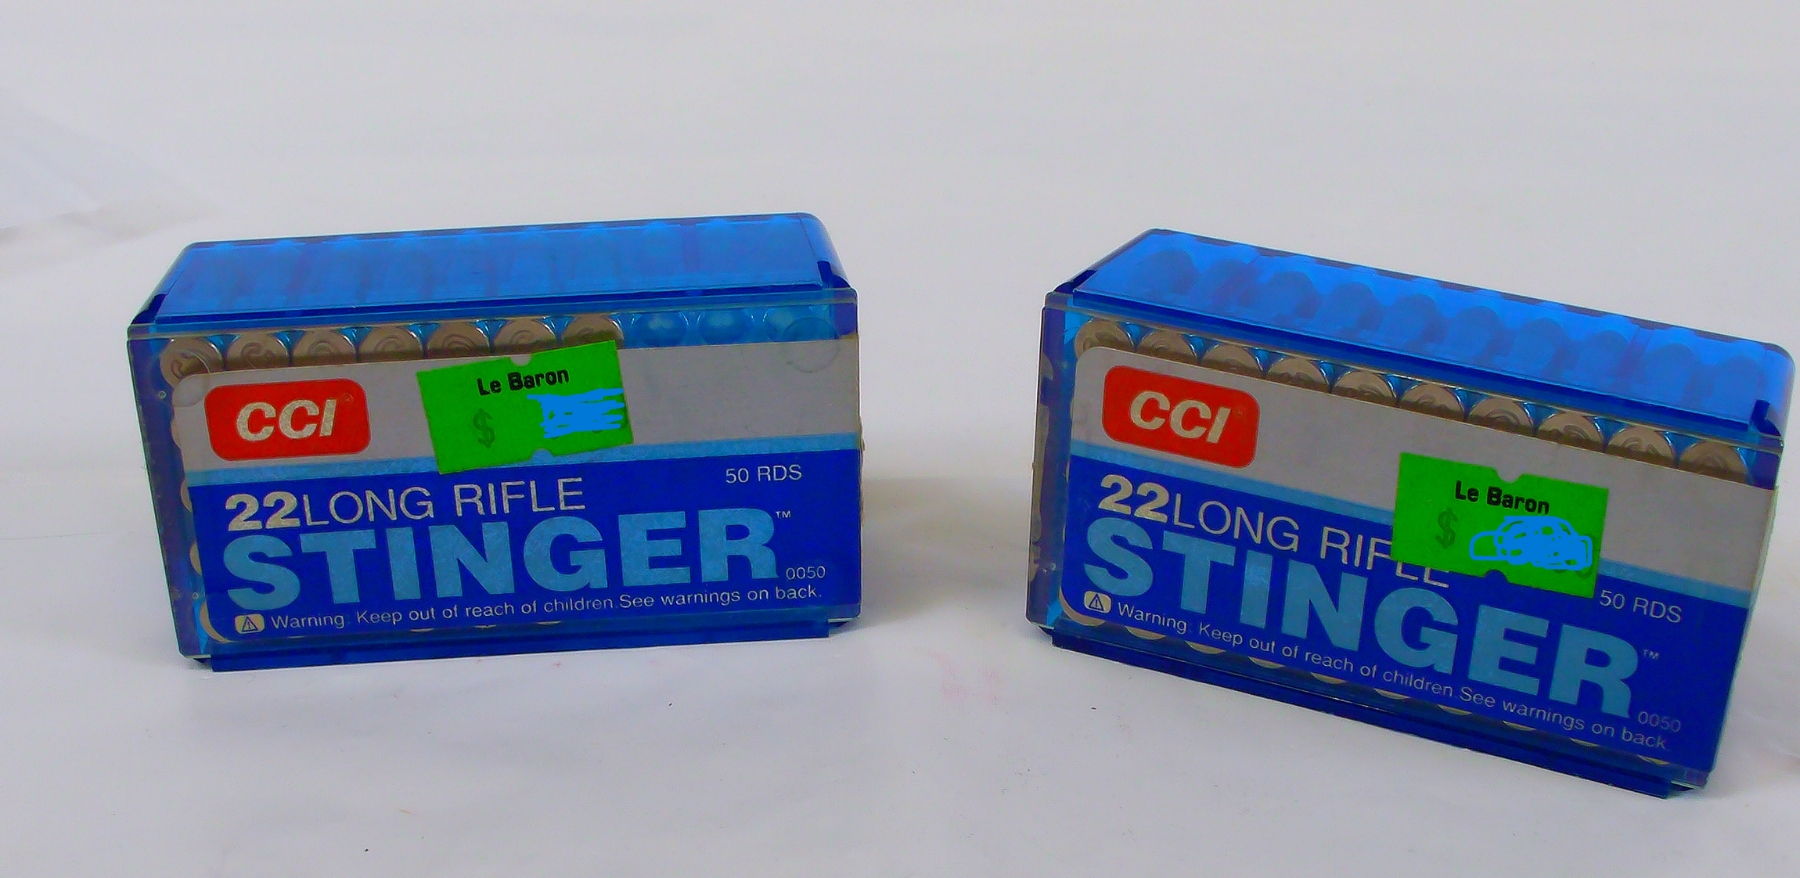 CCI
Le Baron
$
50 RDS
22LONG RIFLE
STINGER™
0050
Warning. Keep out of reach of children. See warnings on back.
CCI
Le Baron
$
22LONG RIFLE
50 RDS
STINGER™
0050
Warning. Keep out of reach of children. See warnings on back.